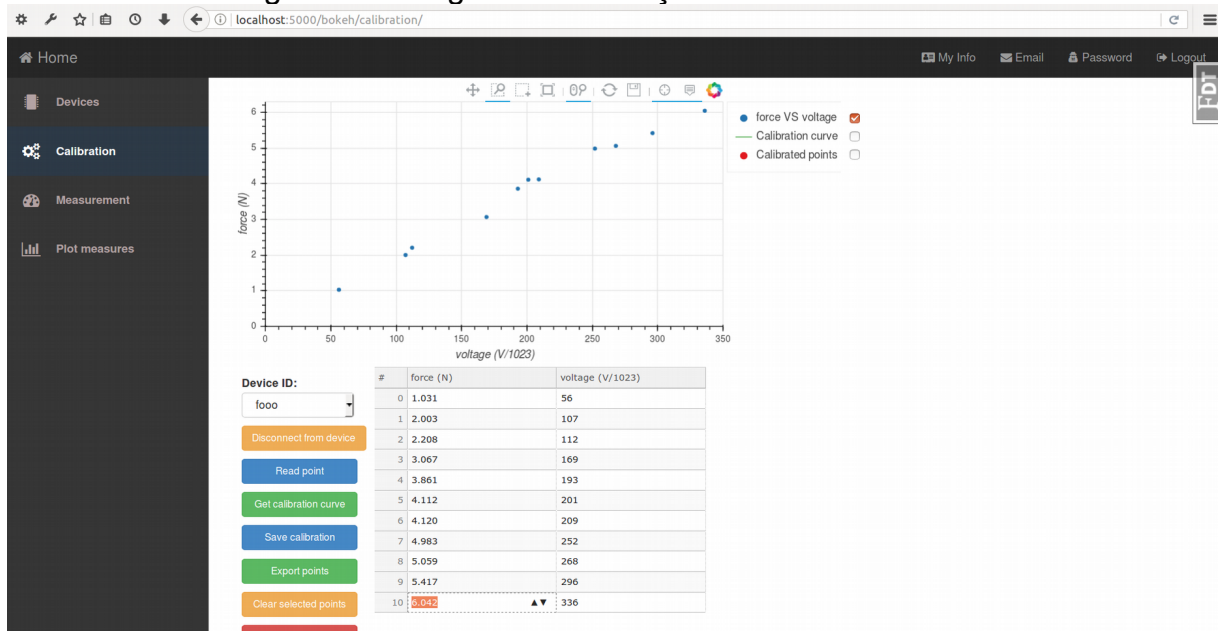 localhost:5000/bokeh/calibration/
Home
My Info
Email
Password
Logout
FDT
Devices
Calibration
Measurement
Plot measures
force VS voltage
Calibration curve
Calibrated points
force (N)
6
5
4
3
2
1
0
0 50 100 150 200 250 300 350
voltage (V/1023)
Device ID:
fooo
Disconnect from device
Read point
Get calibration curve
Save calibration
Export points
Clear selected points
# force (N) voltage (V/1023)
0 1.031 56
1 2.003 107
2 2.208 112
3 3.067 169
4 3.861 193
5 4.112 201
6 4.120 209
7 4.983 252
8 5.059 268
9 5.417 296
10 6.042 336